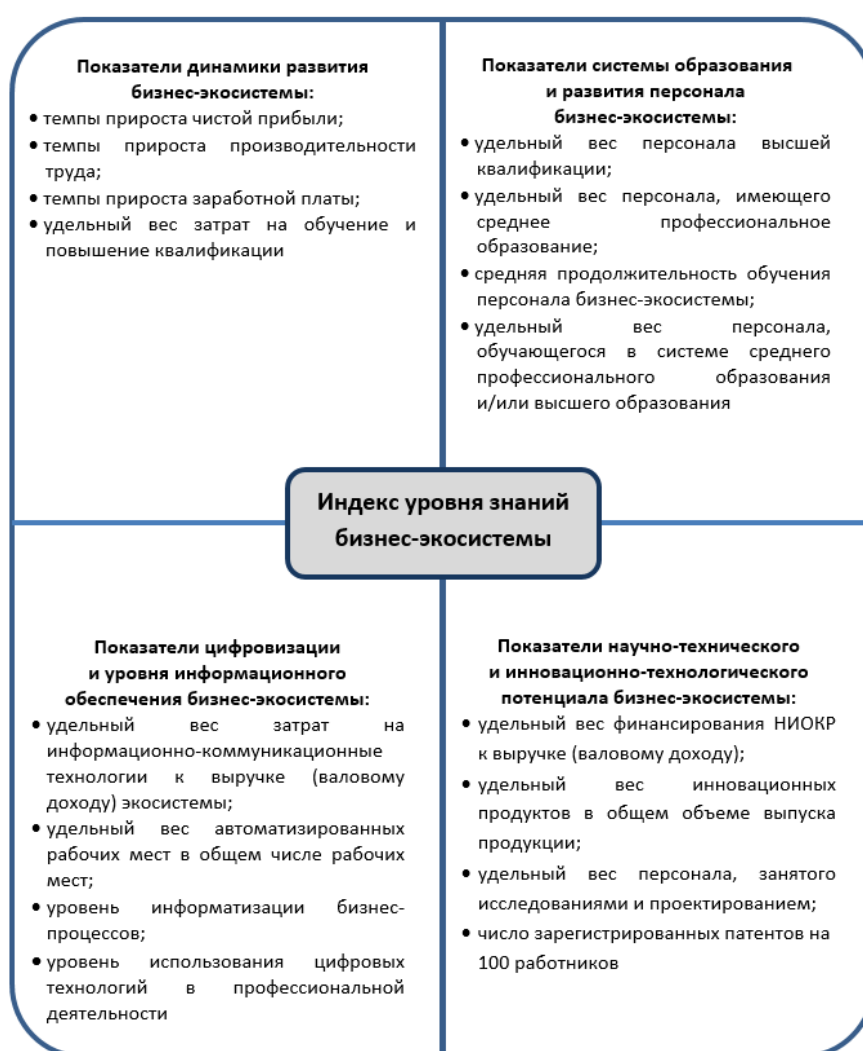 Показатели динамики развития
бизнес-экосистемы:
• темпы прироста чистой прибыли;
• темпы прироста производительности
труда;
• темпы прироста заработной платы;
• удельный вес затрат на обучение и
повышение квалификации
Показатели системы образования
и развития персонала
бизнес-экосистемы:
• удельный вес персонала высшей
квалификации;
• удельный вес персонала, имеющего
среднее профессиональное
образование;
• средняя продолжительность обучения
персонала бизнес-экосистемы;
• удельный вес персонала,
обучающегося в системе среднего
профессионального образования
и/или высшего образования
Индекс уровня знаний
бизнес-экосистемы
Показатели цифровизации
и уровня информационного
обеспечения бизнес-экосистемы:
• удельный вес затрат на
информационно-коммуникационные
технологии к выручке (валовому
доходу) экосистемы;
• удельный вес автоматизированных
рабочих мест в общем числе рабочих
мест;
• уровень информатизации бизнес-
процессов;
• уровень использования цифровых
технологий в профессиональной
деятельности
Показатели научно-технического
и инновационно-технологического
потенциала бизнес-экосистемы:
• удельный вес финансирования НИОКР
к выручке (валовому доходу);
• удельный вес инновационных
продуктов в общем объеме выпуска
продукции;
• удельный вес персонала, занятого
исследованиями и проектированием;
• число зарегистрированных патентов на
100 работников